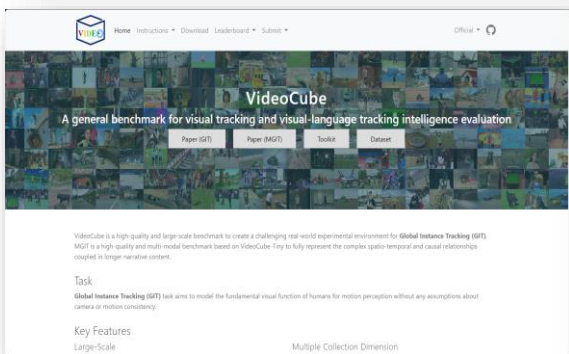 VIDEO
Home Instructions Download Leaderboard Submit Official
VideoCube
A general benchmark for visual tracking and visual-language tracking intelligence evaluation
Paper (GIT) Paper (MGIT) Toolkit Dataset
VideoCube is a high-quality and large-scale benchmark to create a challenging real-world experimental environment for Global Instance Tracking (GIT).
MGIT is a high-quality and multi-modal benchmark based on VideoCube-Tiny to fully represent the complex spatio-temporal and causal relationships
coupled in longer narrative content.
Task
Global Instance Tracking (GIT) task aims to model the fundamental visual function of humans for motion perception without any assumptions about
camera or motion consistency.
Key Features
Large-Scale Multiple Collection Dimension